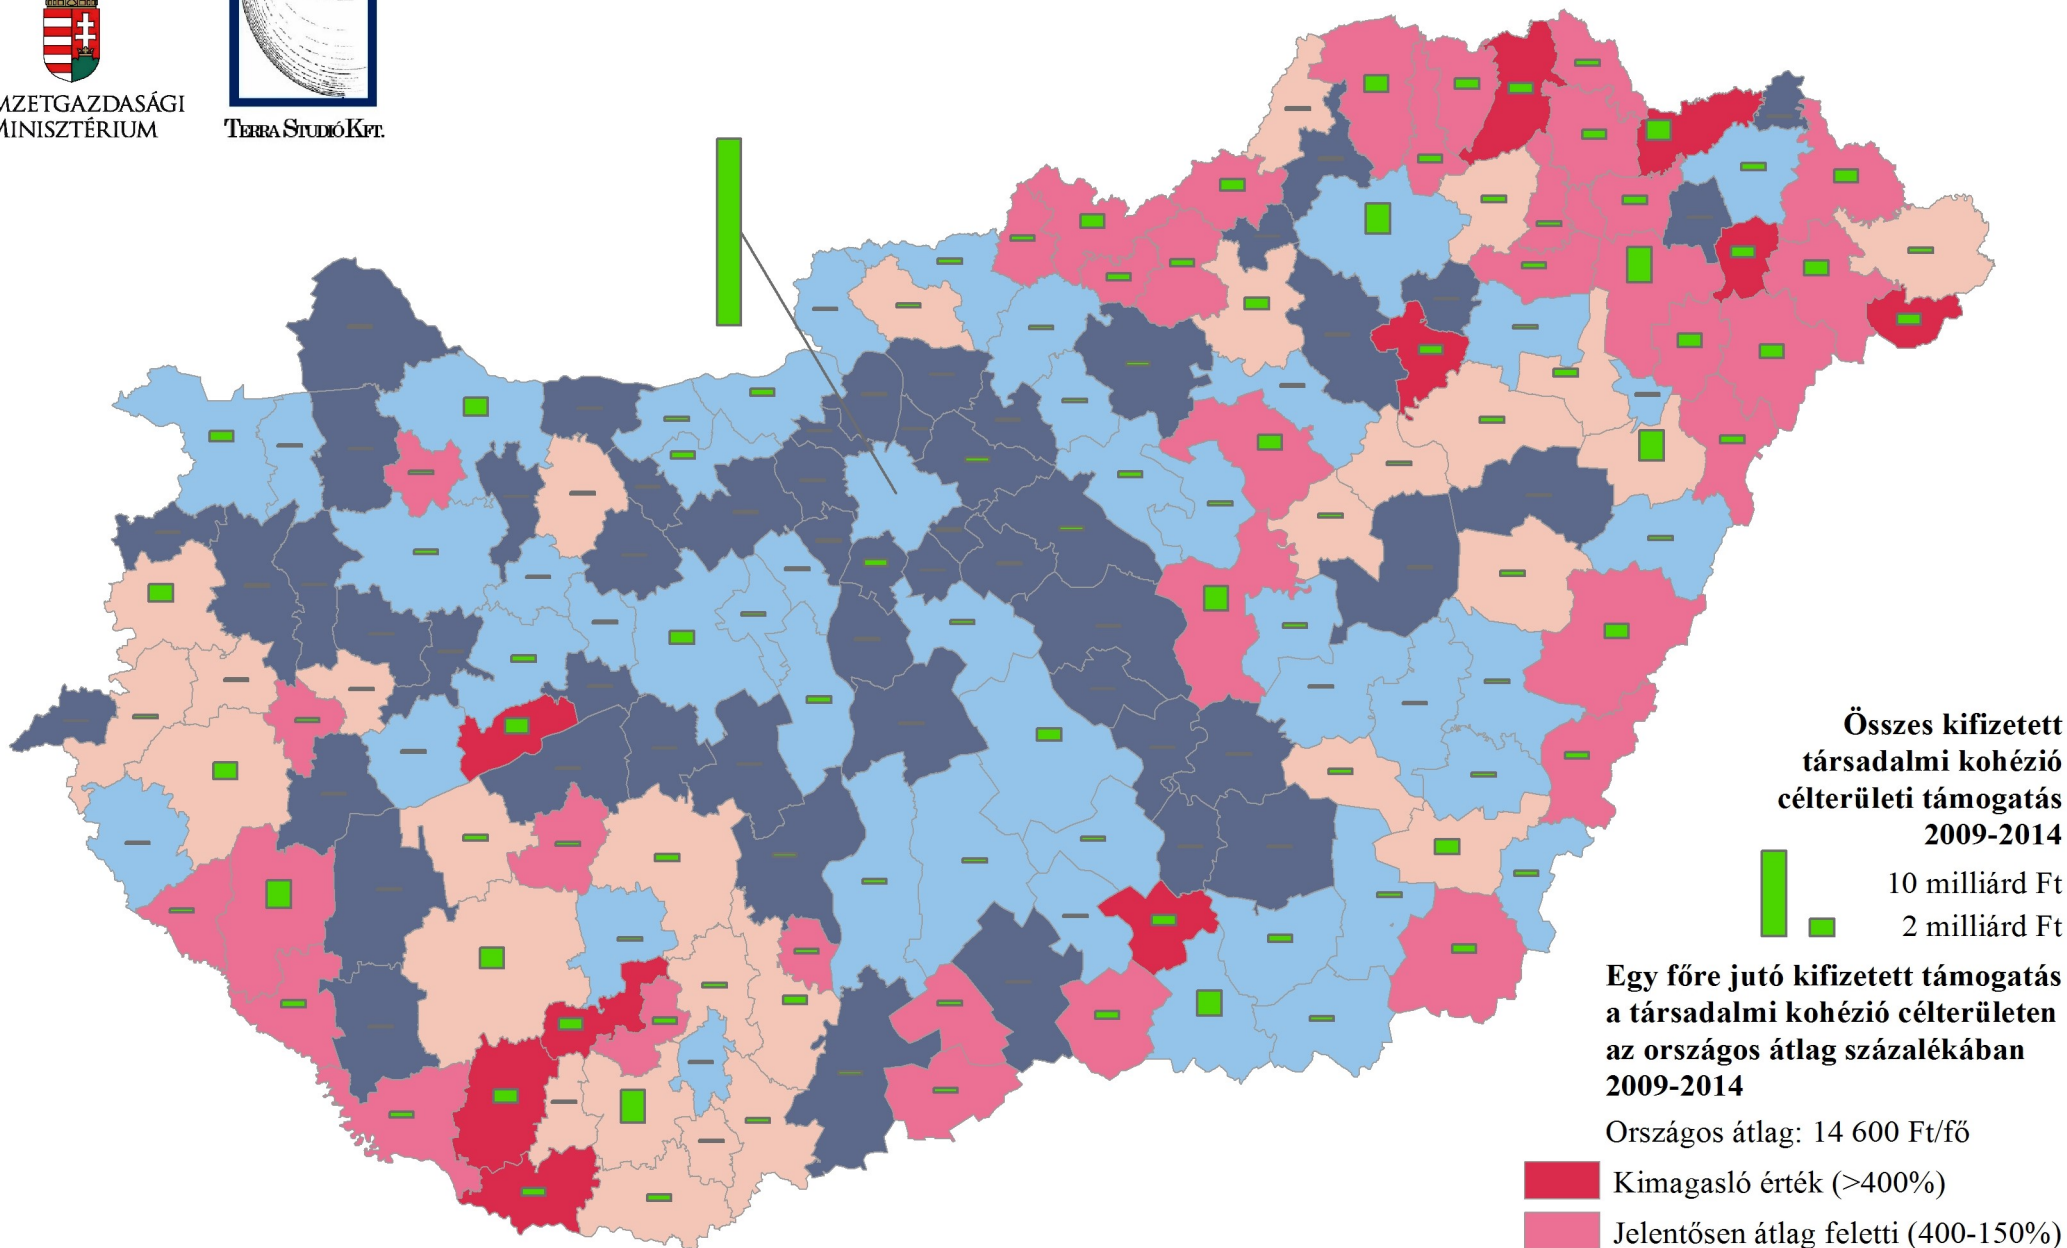 MINISZTÉRIUM
TERRA STUDIÓ KFT.
Összes kifizetett
társadalmi kohézió
célterületi támogatás
2009-2014
10 milliárd Ft
2 milliárd Ft
Egy főre jutó kifizetett támogatás
a társadalmi kohézió célterületen
az országos átlag százalékában
2009-2014
Országos átlag: 14 600 Ft/fő
Kimagasló érték (>400%)
Jelentősen átlag feletti (400-150%)